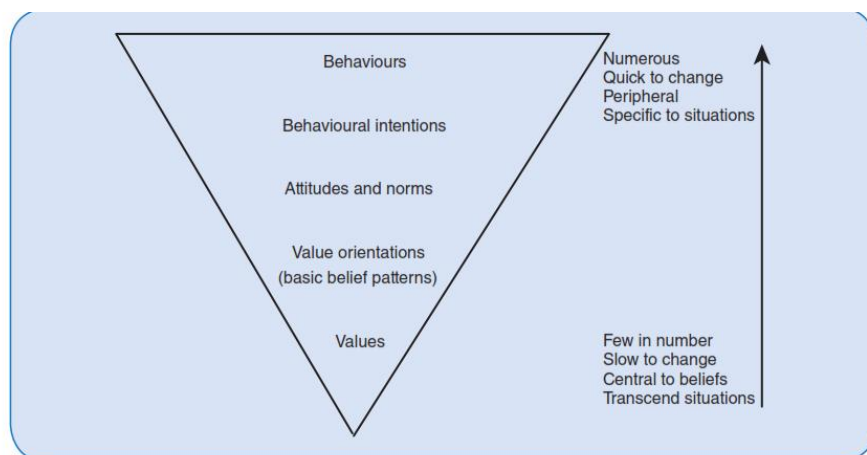 Behaviours
Behavioural intentions
Attitudes and norms
Value orientations
(basic belief patterns)
Values
Numerous
Quick to change
Peripheral
Specific to situations
Few in number
Slow to change
Central to beliefs
Transcend situations